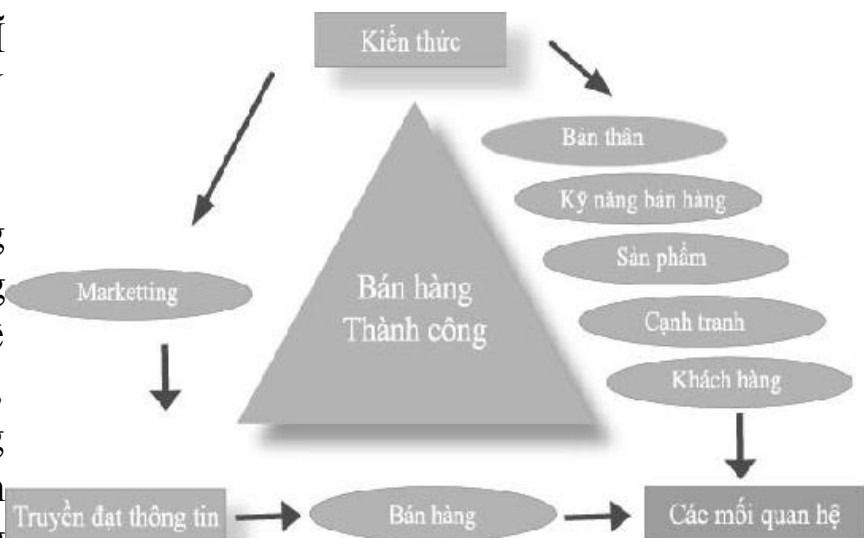 Kiến thức
Bản thân
Kỹ năng bán hàng
Sản phẩm
Marketting
Bán hàng
Thành công
Cạnh tranh
Khách hàng
Truyền đạt thông tin
Bán hàng
Các mối quan hệ